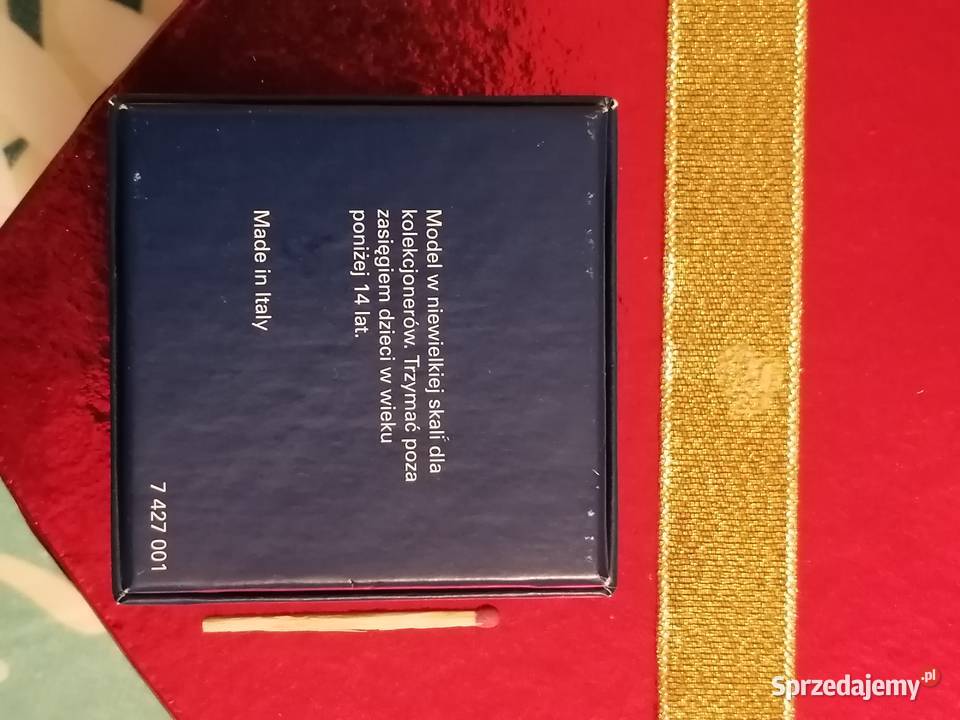 Model w niewielkiej skali dla
kolekcjonerów. Trzymać poza
zasięgiem dzieci w wieku
poniżej 14 lat.
Made in Italy
7 427 001
Sprzedajemy.pl